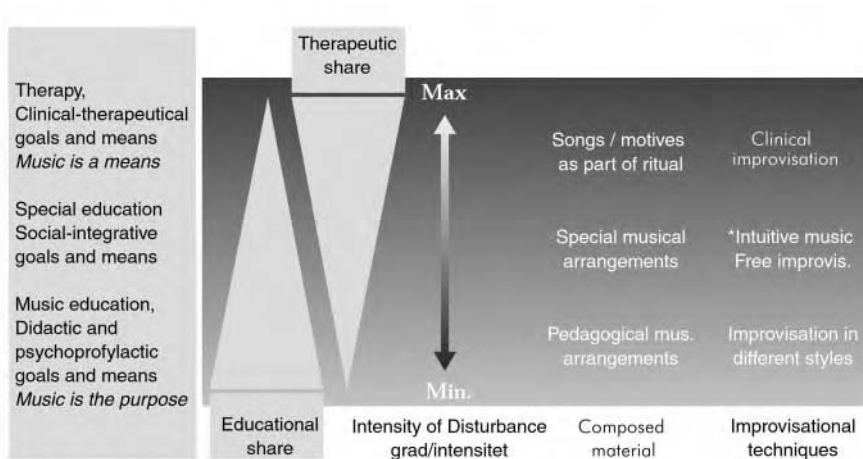 Therapeutic
share
Therapy,
Clinical-therapeutical
goals and means
Music is a means
Special education
Social-integrative
goals and means
Music education,
Didactic and
psychoprofylactic
goals and means
Music is the purpose
Educational
share
Max
Min.
Intensity of Disturbance
grad/intensitet
Songs / motives
as part of ritual
Special musical
arrangements
Pedagogical mus.
arrangements
Composed
material
Clinical
improvisation
*Intuitive music
Free improvis.
Improvisation in
different styles
Improvisational
techniques